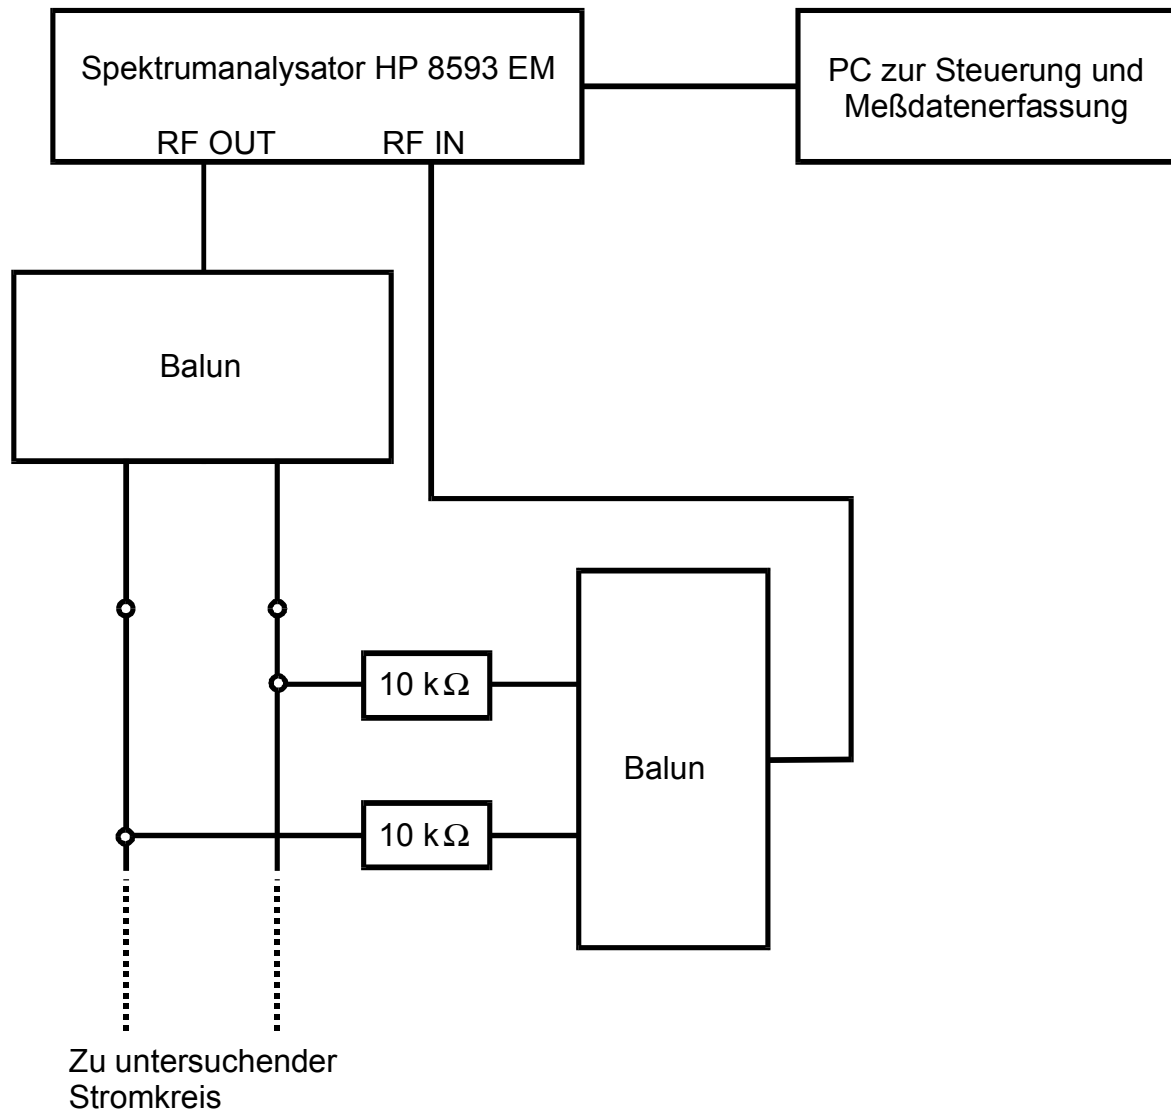 Spektrumanalysator HP 8593 EM
RF OUT
RF IN
PC zur Steuerung und
Meßdatenerfassung
Balun
10 kΩ
Balun
10 kΩ
Zu untersuchender
Stromkreis